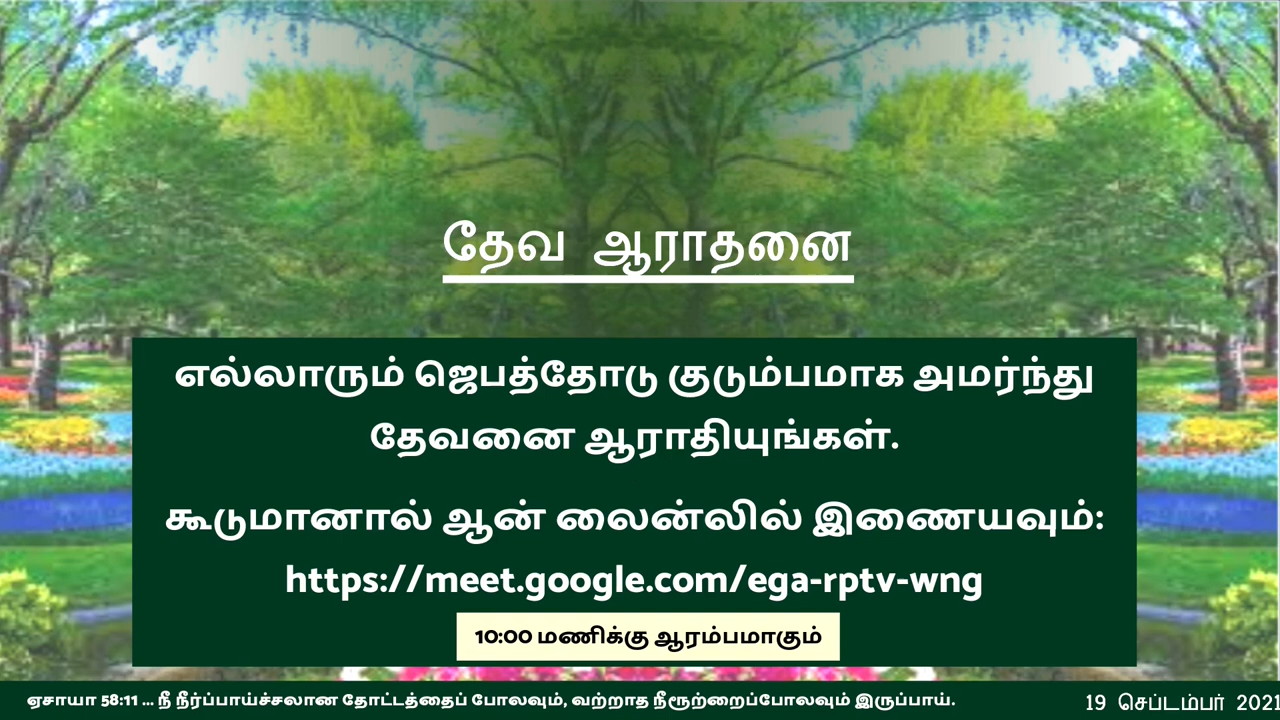 தேவ ஆராதனை
எல்லாரும் ஜெபத்தோடு குடும்பமாக அமர்ந்து
தேவனை ஆராதியுங்கள்.
கூடுமானால் ஆன் லைன்லில் இணையவும்:
https://meet.google.com/ega-rptv-wng
10:00 மணிக்கு ஆரம்பமாகும்
ஏசாயா 58:11 ... நீ நீர்ப்பாய்ச்சலான தோட்டத்தைப் போலவும், வற்றாத நீரூற்றைப்போலவும் இருப்பாய்.
19 செப்டம்பர் 2021